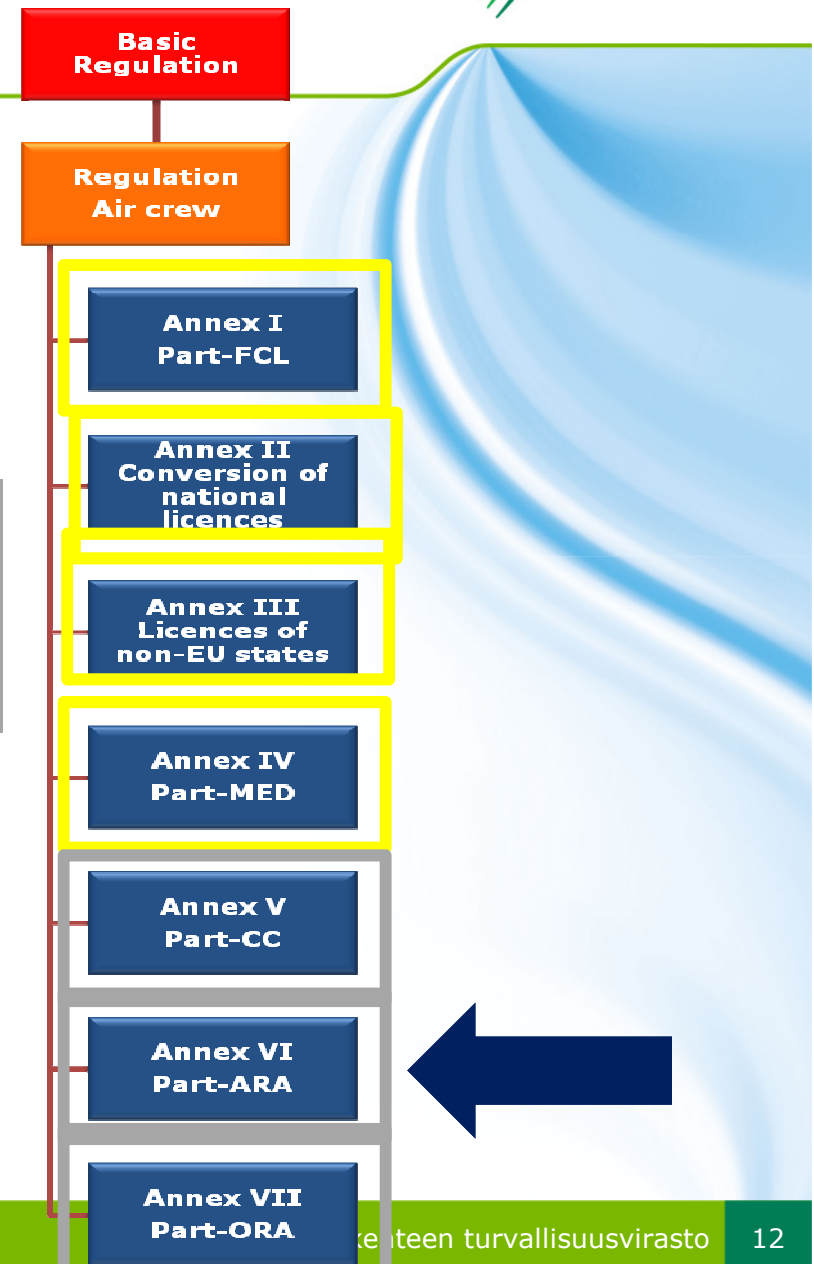 Basic
Regulation
Regulation
Air crew
Annex I
Part-FCL
Annex II
Conversion of
national
licences
Annex III
Licences of
non-EU states
Annex IV
Part-MED
Annex V
Part-CC
Annex VI
Part-ARA
Annex VII
Part-ORA
turvallisuusvirasto 12